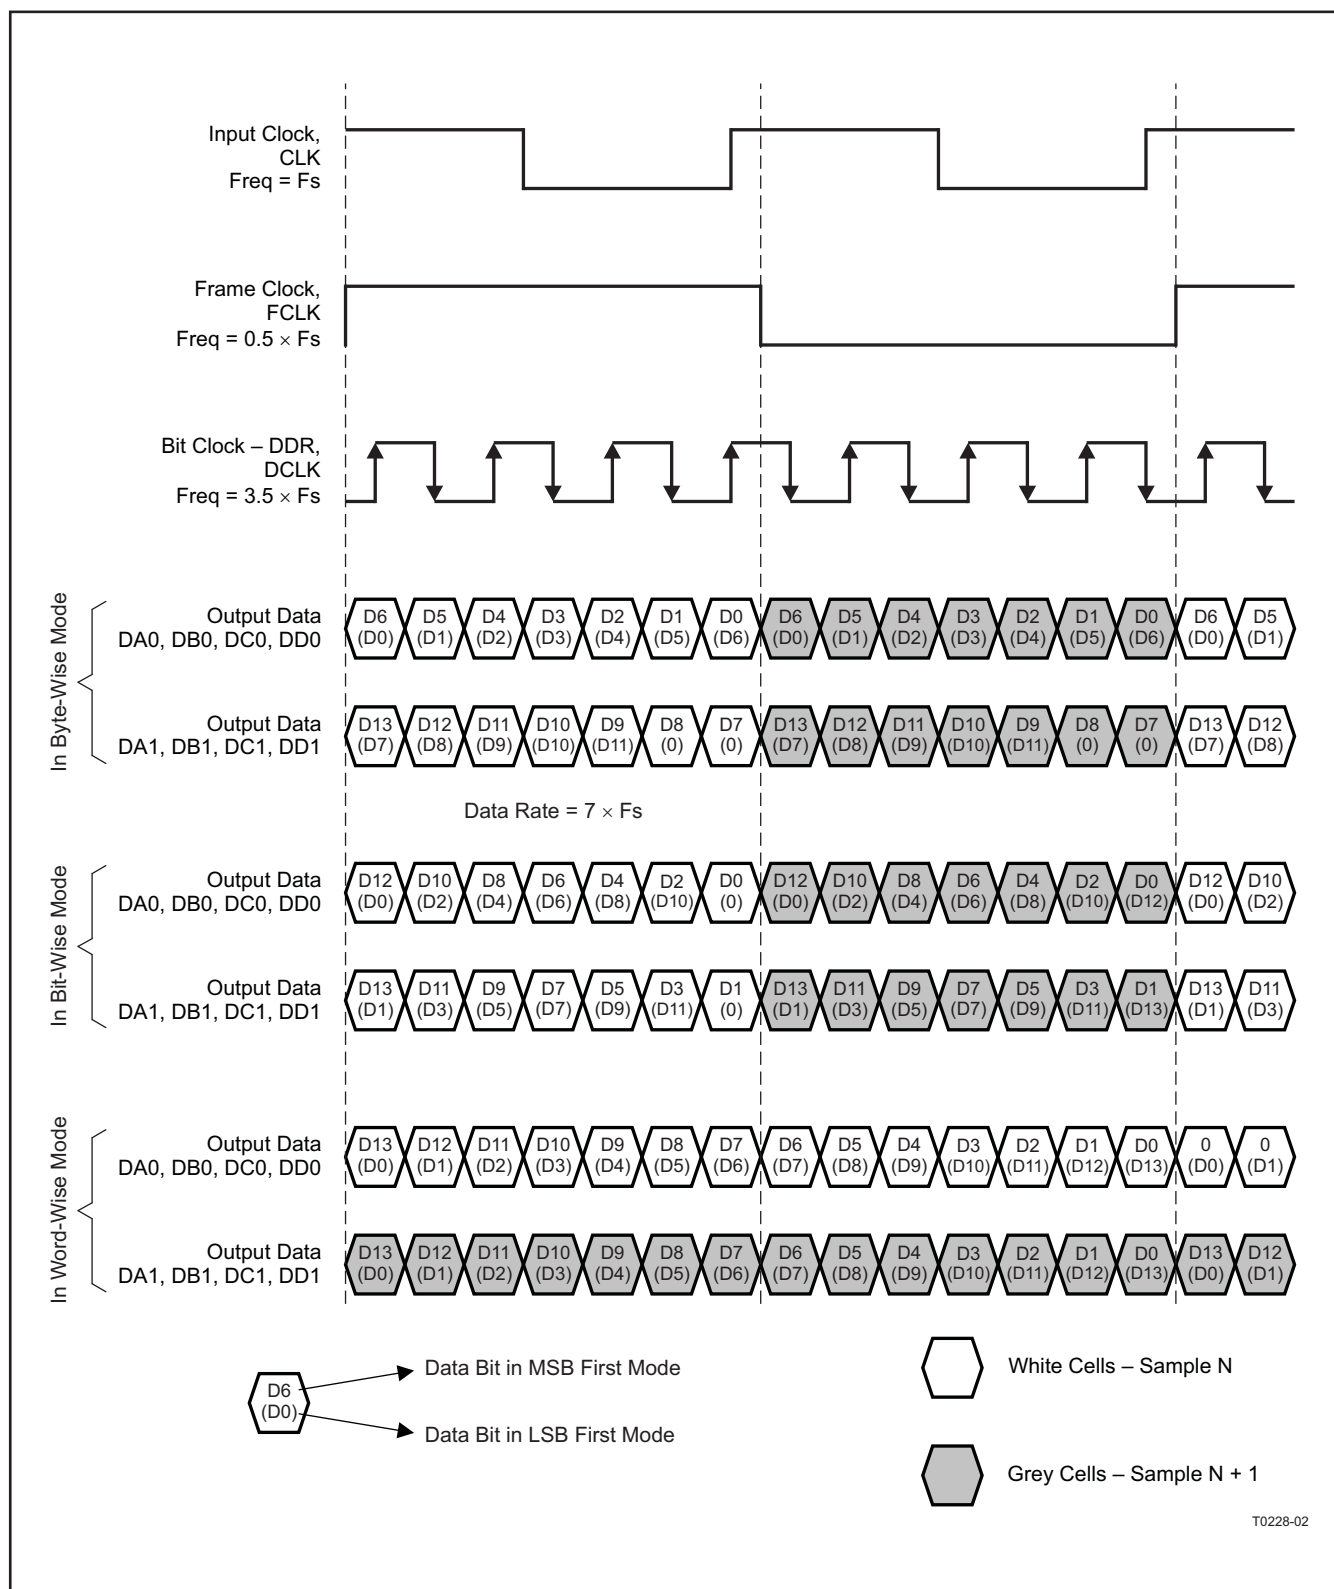 Input Clock,
CLK
Freq = Fs
Frame Clock,
FCLK
Freq = 0.5 × Fs
Bit Clock – DDR,
DCLK
Freq = 3.5 × Fs
In Byte-Wise Mode
Output Data
DA0, DB0, DC0, DD0
D6 D5 D4 D3 D2 D1 D0 D6 D5 D4 D3 D2 D1 D0 D6 D5
(D0) (D1) (D2) (D3) (D4) (D5) (D6) (D0) (D1) (D2) (D3) (D4) (D5) (D6) (D0) (D1)
Output Data
DA1, DB1, DC1, DD1
D13 D12 D11 D10 D9 D8 D7 D13 D12 D11 D10 D9 D8 D7 D13 D12
(D7) (D8) (D9) (D10) (D11) (0) (0) (D7) (D8) (D9) (D10) (D11) (0) (0) (D7) (D8)
Data Rate = 7 × Fs
In Bit-Wise Mode
Output Data
DA0, DB0, DC0, DD0
D12 D10 D8 D6 D4 D2 D0 D12 D10 D8 D6 D4 D2 D0 D12 D10
(D0) (D2) (D4) (D6) (D8) (D10) (0) (D0) (D2) (D4) (D6) (D8) (D10) (D12) (D0) (D2)
Output Data
DA1, DB1, DC1, DD1
D13 D11 D9 D7 D5 D3 D1 D13 D11 D9 D7 D5 D3 D1 D13 D11
(D1) (D3) (D5) (D7) (D9) (D11) (0) (D1) (D3) (D5) (D7) (D9) (D11) (D13) (D1) (D3)
In Word-Wise Mode
Output Data
DA0, DB0, DC0, DD0
D13 D12 D11 D10 D9 D8 D7 D6 D5 D4 D3 D2 D1 D0 0 0
(D0) (D1) (D2) (D3) (D4) (D5) (D6) (D7) (D8) (D9) (D10) (D11) (D12) (D13) (D0) (D1)
Output Data
DA1, DB1, DC1, DD1
D13 D12 D11 D10 D9 D8 D7 D6 D5 D4 D3 D2 D1 D0 D13 D12
(D0) (D1) (D2) (D3) (D4) (D5) (D6) (D7) (D8) (D9) (D10) (D11) (D12) (D13) (D0) (D1)
D6
(D0)
Data Bit in MSB First Mode
Data Bit in LSB First Mode
White Cells – Sample N
Grey Cells – Sample N + 1
T0228-02